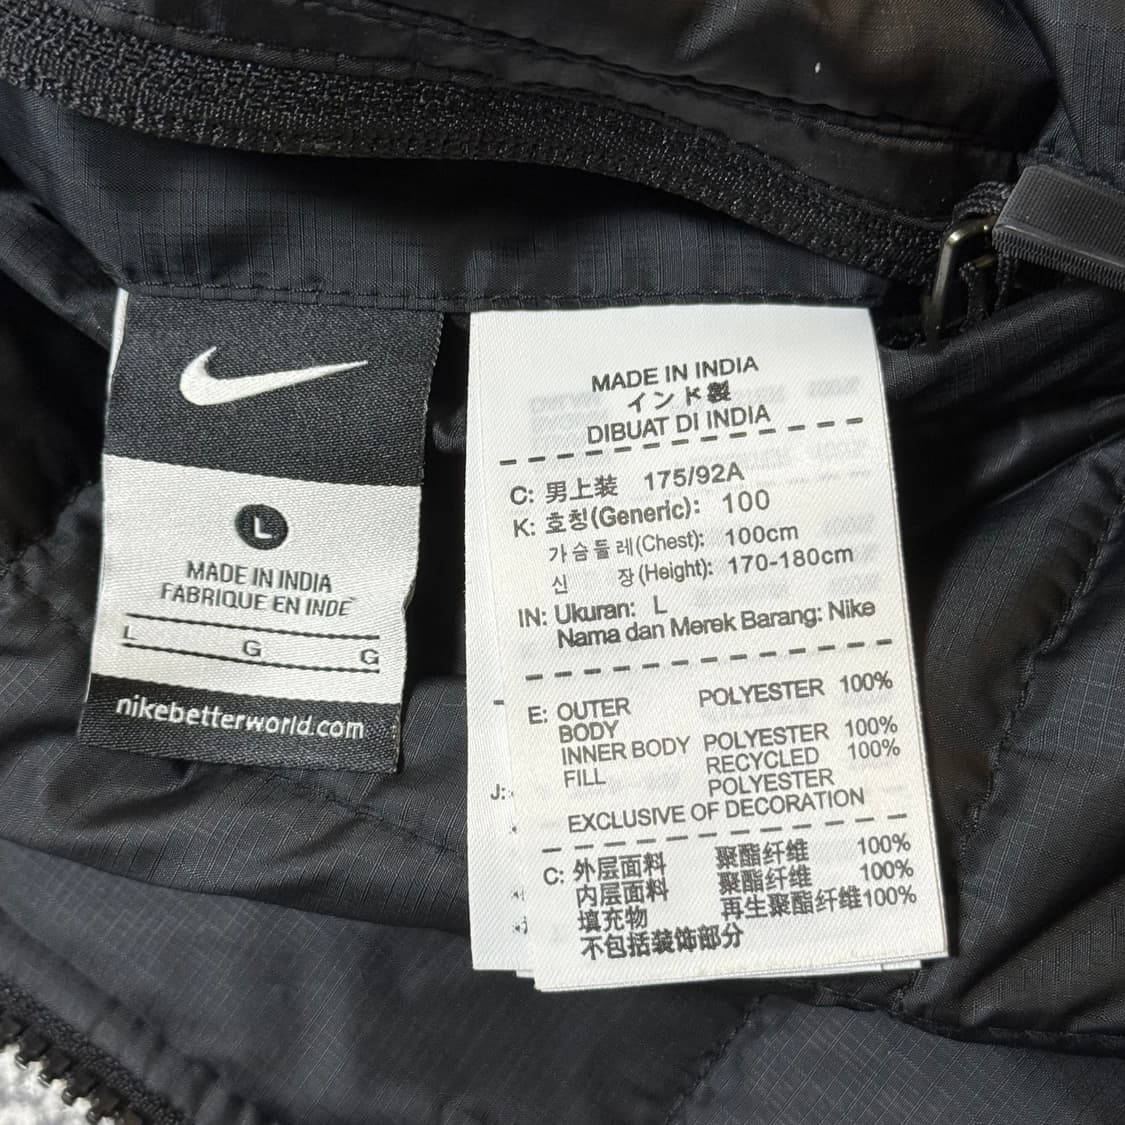 L
MADE IN INDIA
FABRIQUE EN INDE
L G G
nikebetterworld.com
MADE IN INDIA
インド製
DIBUAT DI INDIA
C: 男上装 175/92A
K: 호칭(Generic): 100
가슴둘레(Chest): 100cm
신 장(Height): 170-180cm
IN: Ukuran: L
Nama dan Merek Barang: Nike
E: OUTER POLYESTER 100%
BODY
INNER BODY POLYESTER 100%
FILL RECYCLED 100%
POLYESTER
EXCLUSIVE OF DECORATION
C: 外层面料 聚酯纤维 100%
内层面料 聚酯纤维 100%
填充物 再生聚酯纤维100%
不包括装饰部分
J: